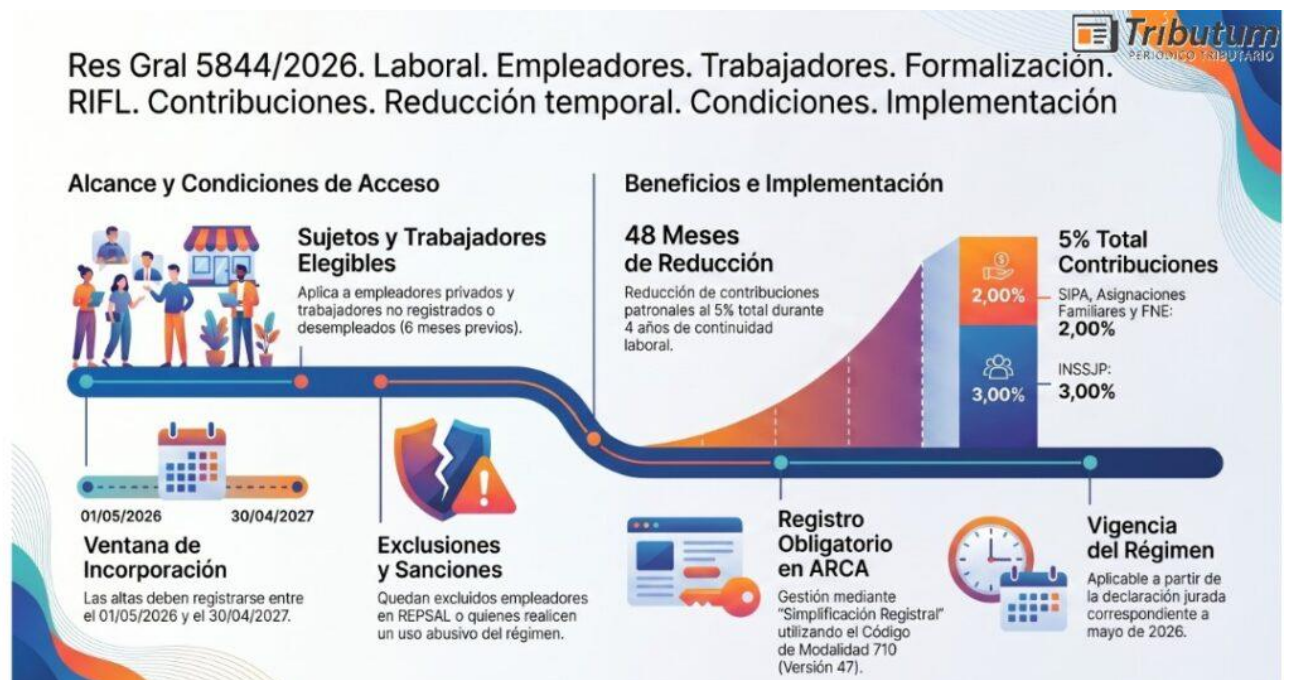 Tributum
PERIODICO TRIBUTARIO
Res Gral 5844/2026. Laboral. Empleadores. Trabajadores. Formalización.
RIFL. Contribuciones. Reducción temporal. Condiciones. Implementación
Alcance y Condiciones de Acceso
Sujetos y Trabajadores
Elegibles
Aplica a empleadores privados y
trabajadores no registrados o
desempleados (6 meses previos).
01/05/2026
30/04/2027
Ventana de
Incorporación
Las altas deben registrarse entre
el 01/05/2026 y el 30/04/2027.
Exclusiones
y Sanciones
Quedan excluidos empleadores
en REPSAL o quienes realicen
un uso abusivo del régimen.
Beneficios e Implementación
48 Meses
de Reducción
Reducción de contribuciones
patronales al 5% total durante
4 años de continuidad
laboral.
2,00%
3,00%
5% Total
Contribuciones
SIPA, Asignaciones
Familiares y FNE:
2,00%
INSSJP:
3,00%
Registro
Obligatorio
en ARCA
Gestión mediante
"Simplificación Registral"
utilizando el Código
de Modalidad 710
(Versión 47).
Vigencia
del Régimen
Aplicable a partir de
la declaración jurada
correspondiente a
mayo de 2026.